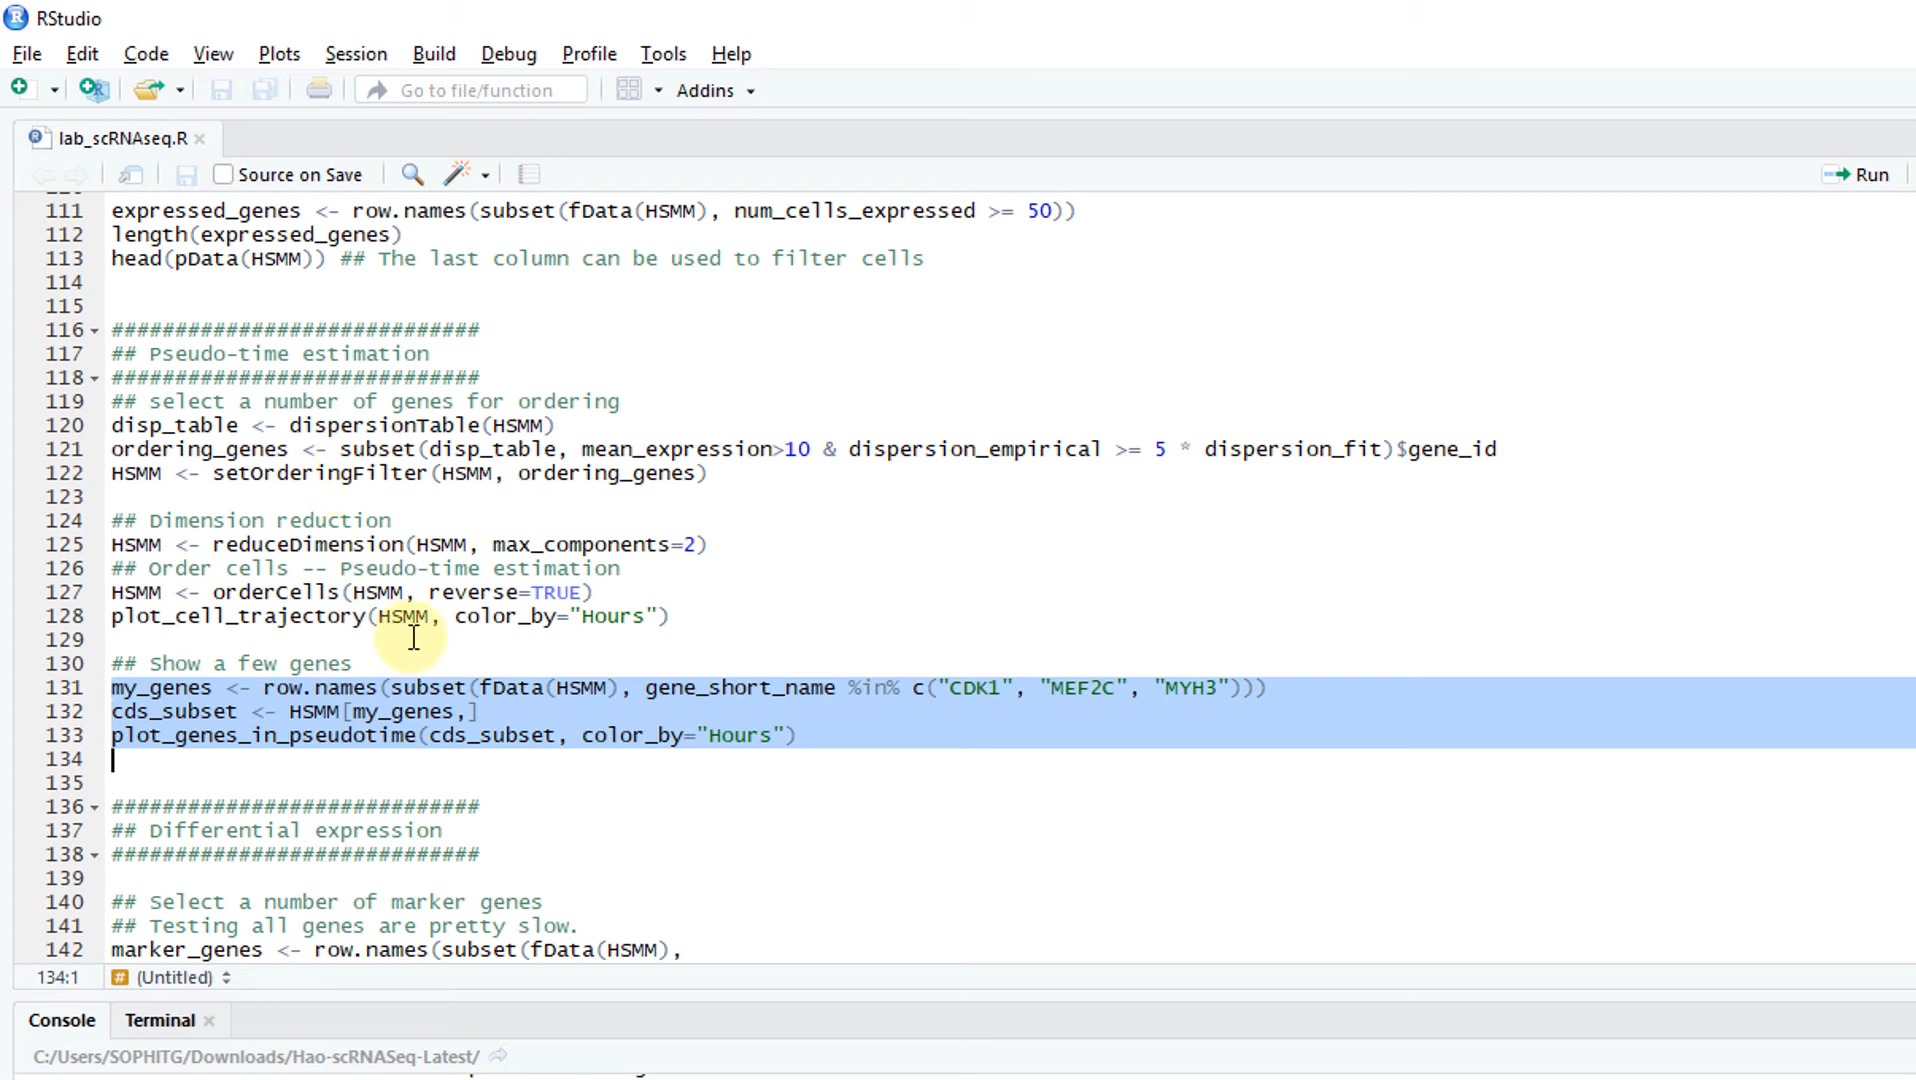 RStudio
File Edit Code View Plots Session Build Debug Profile Tools Help
Go to file/function Addins
lab_scRNAseq.R
Source on Save Run
111 expressed_genes <- row.names(subset(fData(HSMM), num_cells_expressed >= 50))
112 length(expressed_genes)
113 head(pData(HSMM)) ## The last column can be used to filter cells
114
115
116 #############################
117 ## Pseudo-time estimation
118 #############################
119 ## select a number of genes for ordering
120 disp_table <- dispersionTable(HSMM)
121 ordering_genes <- subset(disp_table, mean_expression>10 & dispersion_empirical >= 5 * dispersion_fit)$gene_id
122 HSMM <- setOrderingFilter(HSMM, ordering_genes)
123
124 ## Dimension reduction
125 HSMM <- reduceDimension(HSMM, max_components=2)
126 ## Order cells -- Pseudo-time estimation
127 HSMM <- orderCells(HSMM, reverse=TRUE)
128 plot_cell_trajectory(HSMM, color_by="Hours")
129
130 ## Show a few genes
131 my_genes <- row.names(subset(fData(HSMM), gene_short_name %in% c("CDK1", "MEF2C", "MYH3")))
132 cds_subset <- HSMM[my_genes,]
133 plot_genes_in_pseudotime(cds_subset, color_by="Hours")
134
135
136 #############################
137 ## Differential expression
138 #############################
139
140 ## Select a number of marker genes
141 ## Testing all genes are pretty slow.
142 marker_genes <- row.names(subset(fData(HSMM),
134:1 # (Untitled)
Console Terminal
C:/Users/SOPHITG/Downloads/Hao-scRNASeq-Latest/